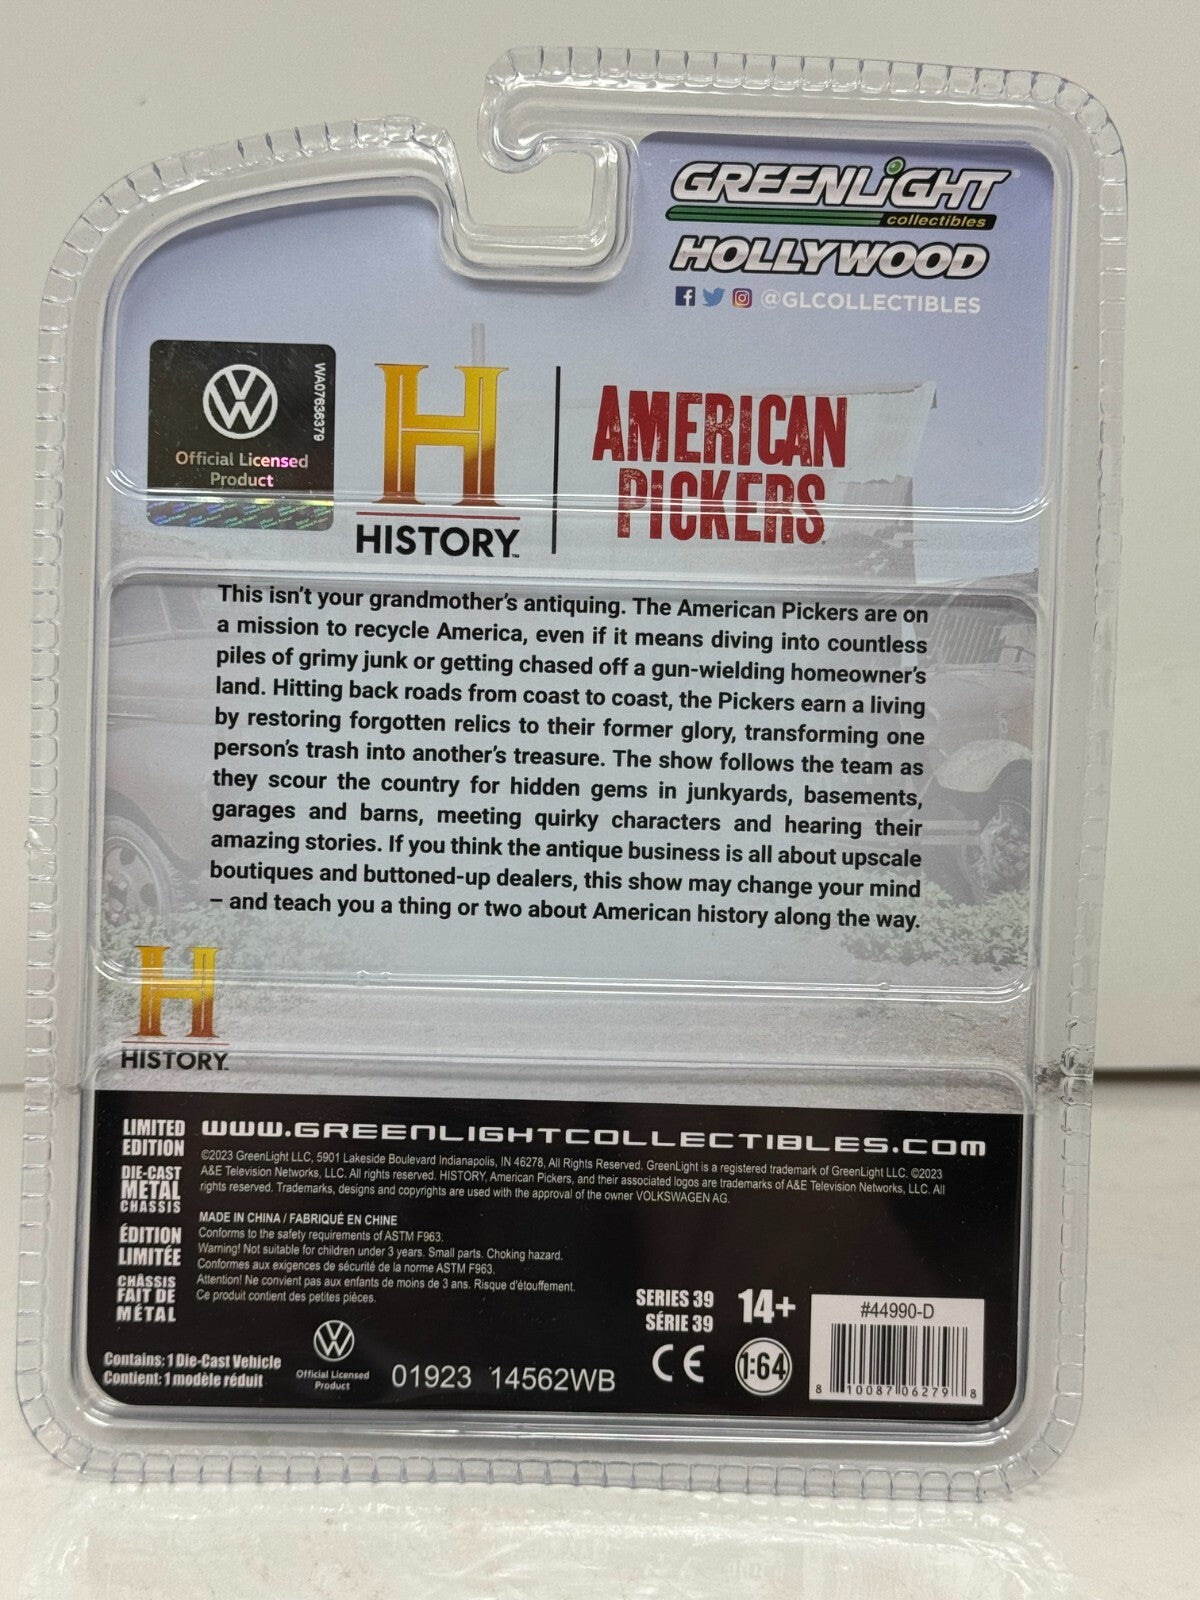 GREENLiGHT
collectibles
HOLLYWOOD
@GLCOLLECTIBLES
Official Licensed
Product
WA07636379
H
HISTORY
AMERICAN
PICKERS
This isn't your grandmother's antiquing. The American Pickers are on
a mission to recycle America, even if it means diving into countless
piles of grimy junk or getting chased off a gun-wielding homeowner's
land. Hitting back roads from coast to coast, the Pickers earn a living
by restoring forgotten relics to their former glory, transforming one
person's trash into another's treasure. The show follows the team as
they scour the country for hidden gems in junkyards, basements,
garages and barns, meeting quirky characters and hearing their
amazing stories. If you think the antique business is all about upscale
boutiques and buttoned-up dealers, this show may change your mind
– and teach you a thing or two about American history along the way.
H
HISTORY
LIMITED
EDITION
DIE-CAST
METAL
CHASSIS
ÉDITION
LIMITÉE
CHÂSSIS
FAIT DE
MÉTAL
WWW.GREENLIGHTCOLLECTIBLES.COM
©2023 GreenLight LLC, 5901 Lakeside Boulevard Indianapolis, IN 46278, All Rights Reserved. GreenLight is a registered trademark of GreenLight LLC. ©2023
A&E Television Networks, LLC. All rights reserved. HISTORY, American Pickers, and their associated logos are trademarks of A&E Television Networks, LLC. All
rights reserved. Trademarks, designs and copyrights are used with the approval of the owner VOLKSWAGEN AG.
MADE IN CHINA / FABRIQUÉ EN CHINE
Conforms to the safety requirements of ASTM F963.
Warning! Not suitable for children under 3 years. Small parts. Choking hazard.
Conformes aux exigences de sécurité de la norme ASTM F963.
Attention! Ne convient pas aux enfants de moins de 3 ans. Risque d'étouffement.
Ce produit contient des petites pièces.
Contains: 1 Die-Cast Vehicle
Contient: 1 modèle réduit
Official Licensed
Product
01923 14562WB
SERIES 39
SÉRIE 39
14+
CE
1:64
#44990-D
8 10087 06279 8